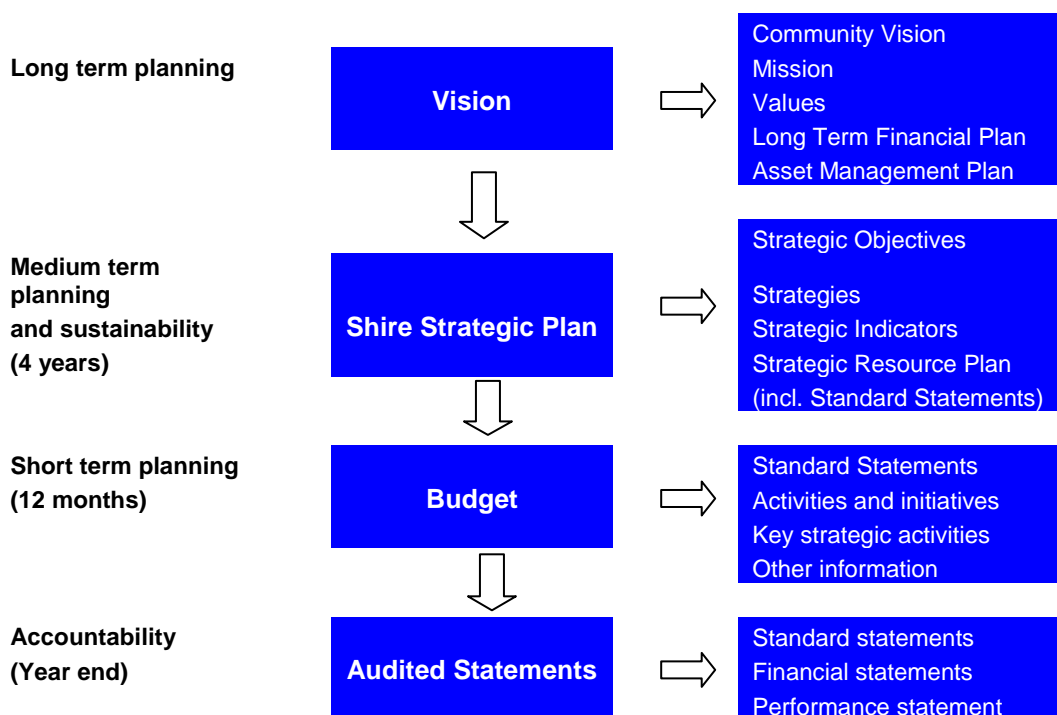 Long term planning
Vision
Community Vision
Mission
Values
Long Term Financial Plan
Asset Management Plan
Medium term
planning
and sustainability
(4 years)
Shire Strategic Plan
Strategic Objectives
Strategies
Strategic Indicators
Strategic Resource Plan
(incl. Standard Statements)
Short term planning
(12 months)
Budget
Standard Statements
Activities and initiatives
Key strategic activities
Other information
Accountability
(Year end)
Audited Statements
Standard statements
Financial statements
Performance statement